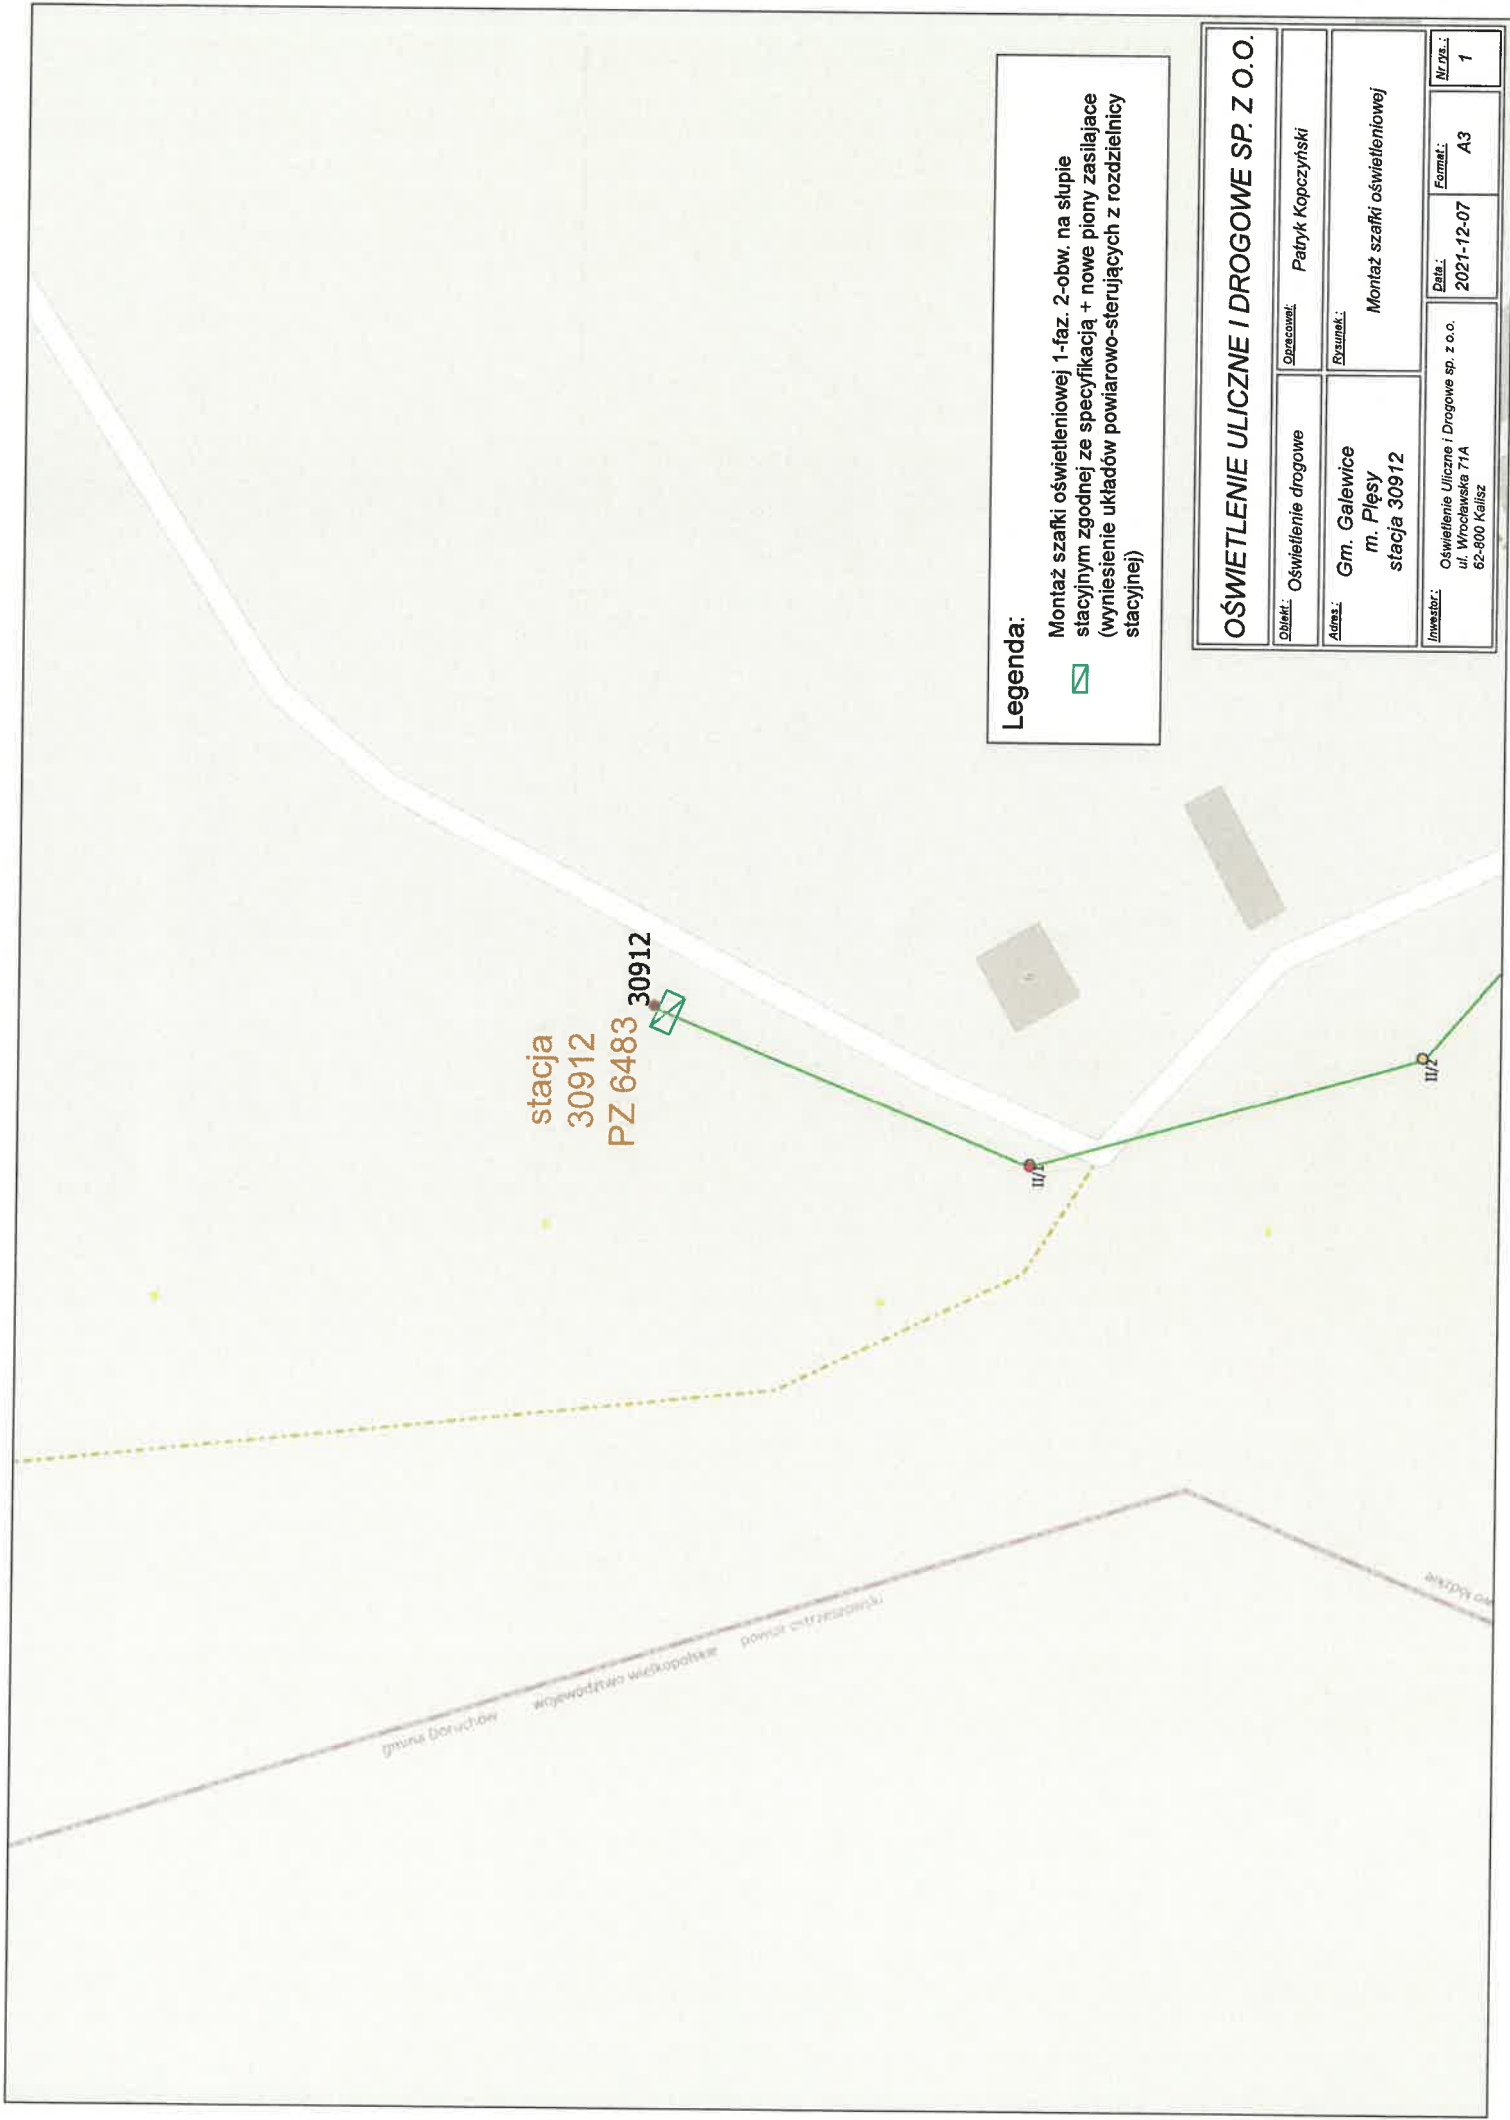 gmina Doruchów
województwo wielkopolskie
powiat ostrzeszowski
stacja
30912
PZ 6483
30912
II/1
II/2
Legenda:
Montaż szafki oświetleniowej 1-faz. 2-obw. na słupie
stacyjnym zgodnej ze specyfikacją + nowe piony zasilajace
(wyniesienie układów powiarowo-sterujących z rozdzielnicy
stacyjnej)
OŚWIETLENIE ULICZNE I DROGOWE SP. Z O.O.
Obiekt: Oświetlenie drogowe
Opracował: Patryk Kopczyński
Adres: Gm. Galewice
m. Plęsy
stacja 30912
Rysunek: Montaż szafki oświetleniowej
Inwestor: Oświetlenie Uliczne i Drogowe sp. z o.o.
ul. Wrocławska 71A
62-800 Kalisz
Data: 2021-12-07
Format: A3
Nr rys.: 1